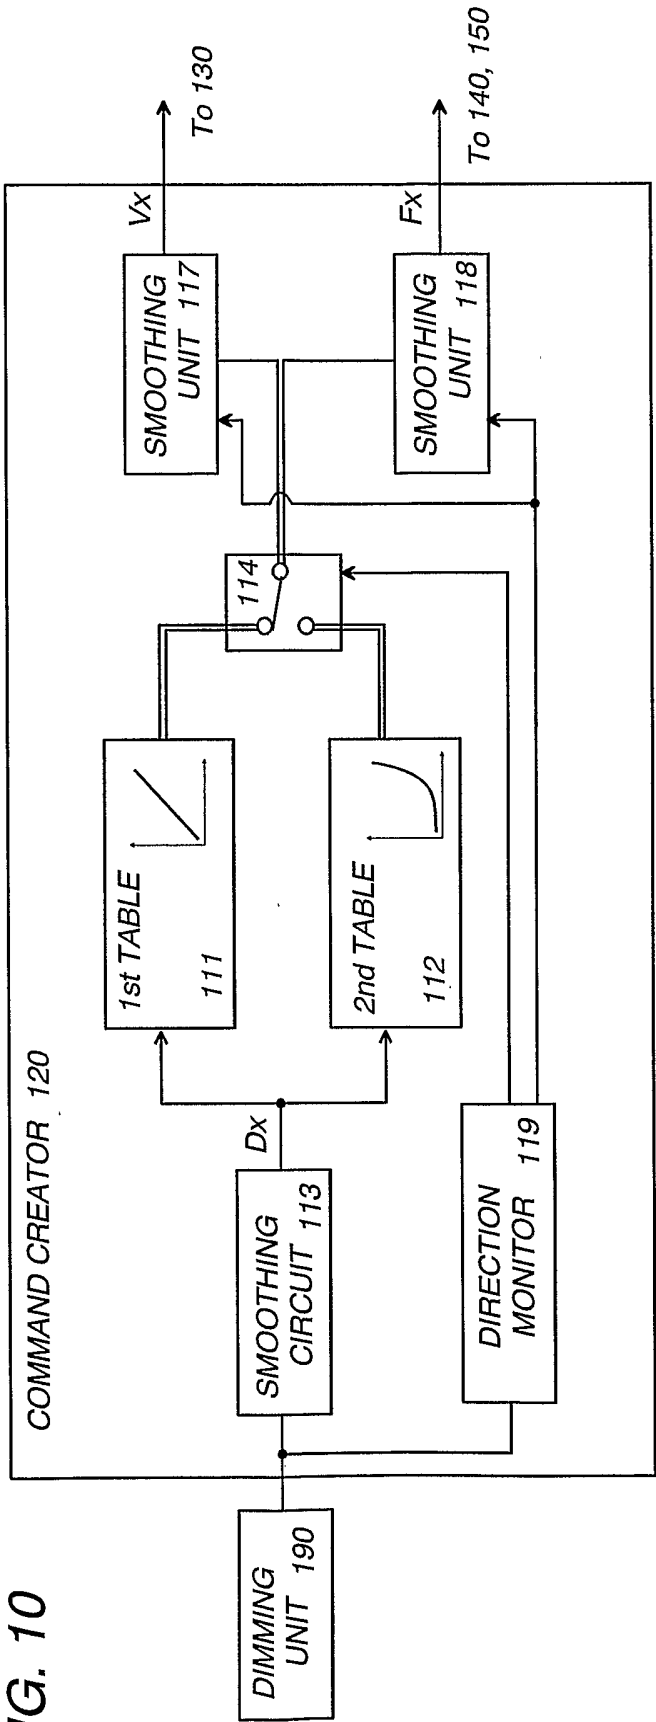 IG. 10
COMMAND CREATOR 120
DIMMING
UNIT 190
SMOOTHING
CIRCUIT 113
Dx
DIRECTION
MONITOR 119
1st TABLE
111
2nd TABLE
112
114
SMOOTHING
UNIT 117
SMOOTHING
UNIT 118
Vx
Fx
To 130
To 140, 150